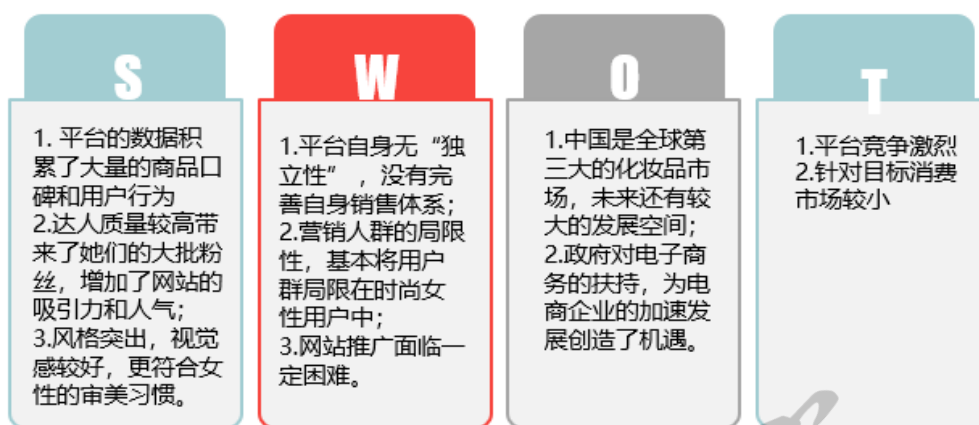 S
1. 平台的数据积
累了大量的商品口
碑和用户行为
2.达人质量较高带
来了她们的大批粉
丝，增加了网站的
吸引力和人气；
3.风格突出，视觉
感较好，更符合女
性的审美习惯。
W
1.平台自身无“独
立性”，没有完
善自身销售体系；
2.营销人群的局限
性，基本将用户
群局限在时尚女
性用户中；
3.网站推广面临一
定困难。
O
1.中国是全球第
三大的化妆品市
场，未来还有较
大的发展空间；
2.政府对电子商
务的扶持，为电
商企业的加速发
展创造了机遇。
T
1.平台竞争激烈
2.针对目标消费
市场较小